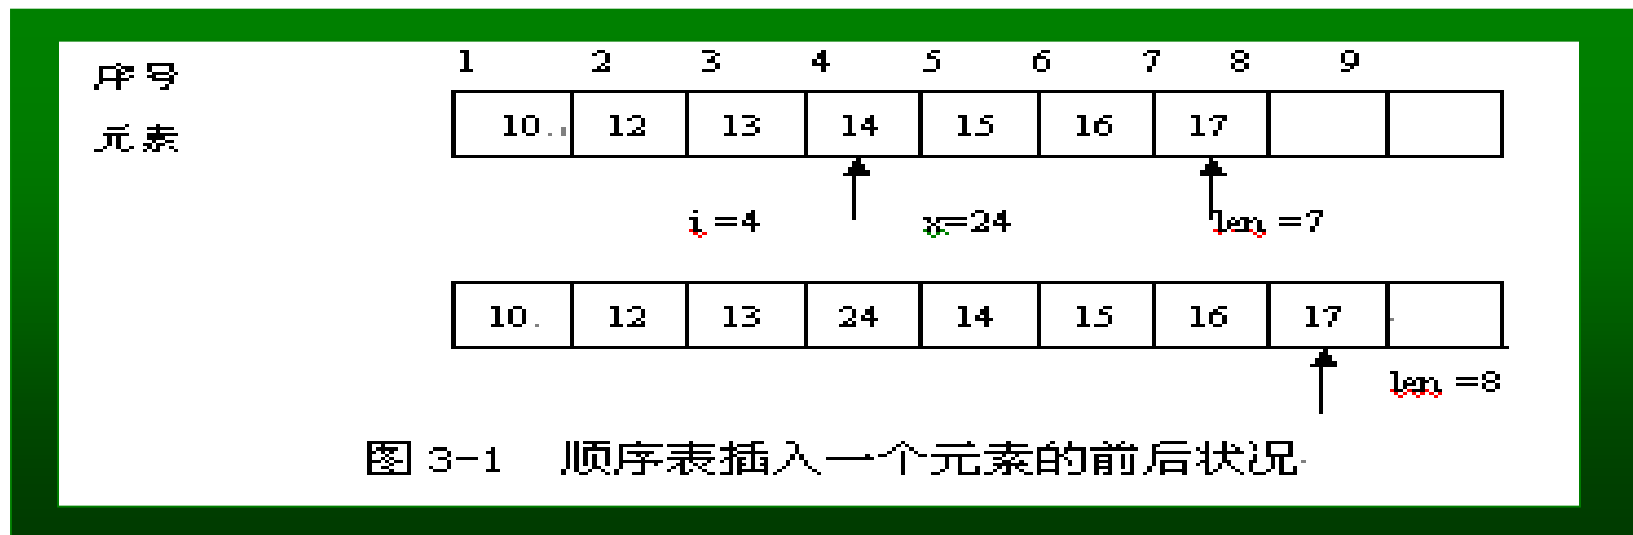 序号 1 2 3 4 5 6 7 8 9
元素 10 12 13 14 15 16 17
i =4 x=24 len =7
10 12 13 24 14 15 16 17
len =8
图 3-1 顺序表插入一个元素的前后状况